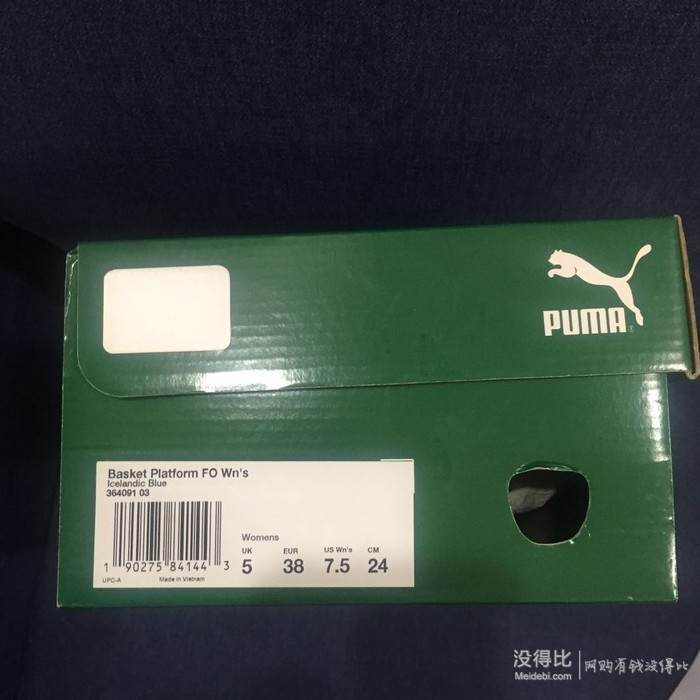 PUMA
Basket Platform FO Wn's
Icelandic Blue
364091 03
1 90275 84144 3
UPC-A Made in Vietnam
Womens
UK EUR US Wn's CM
5 38 7.5 24
没得比 网购有钱没得比
Meidebi.com